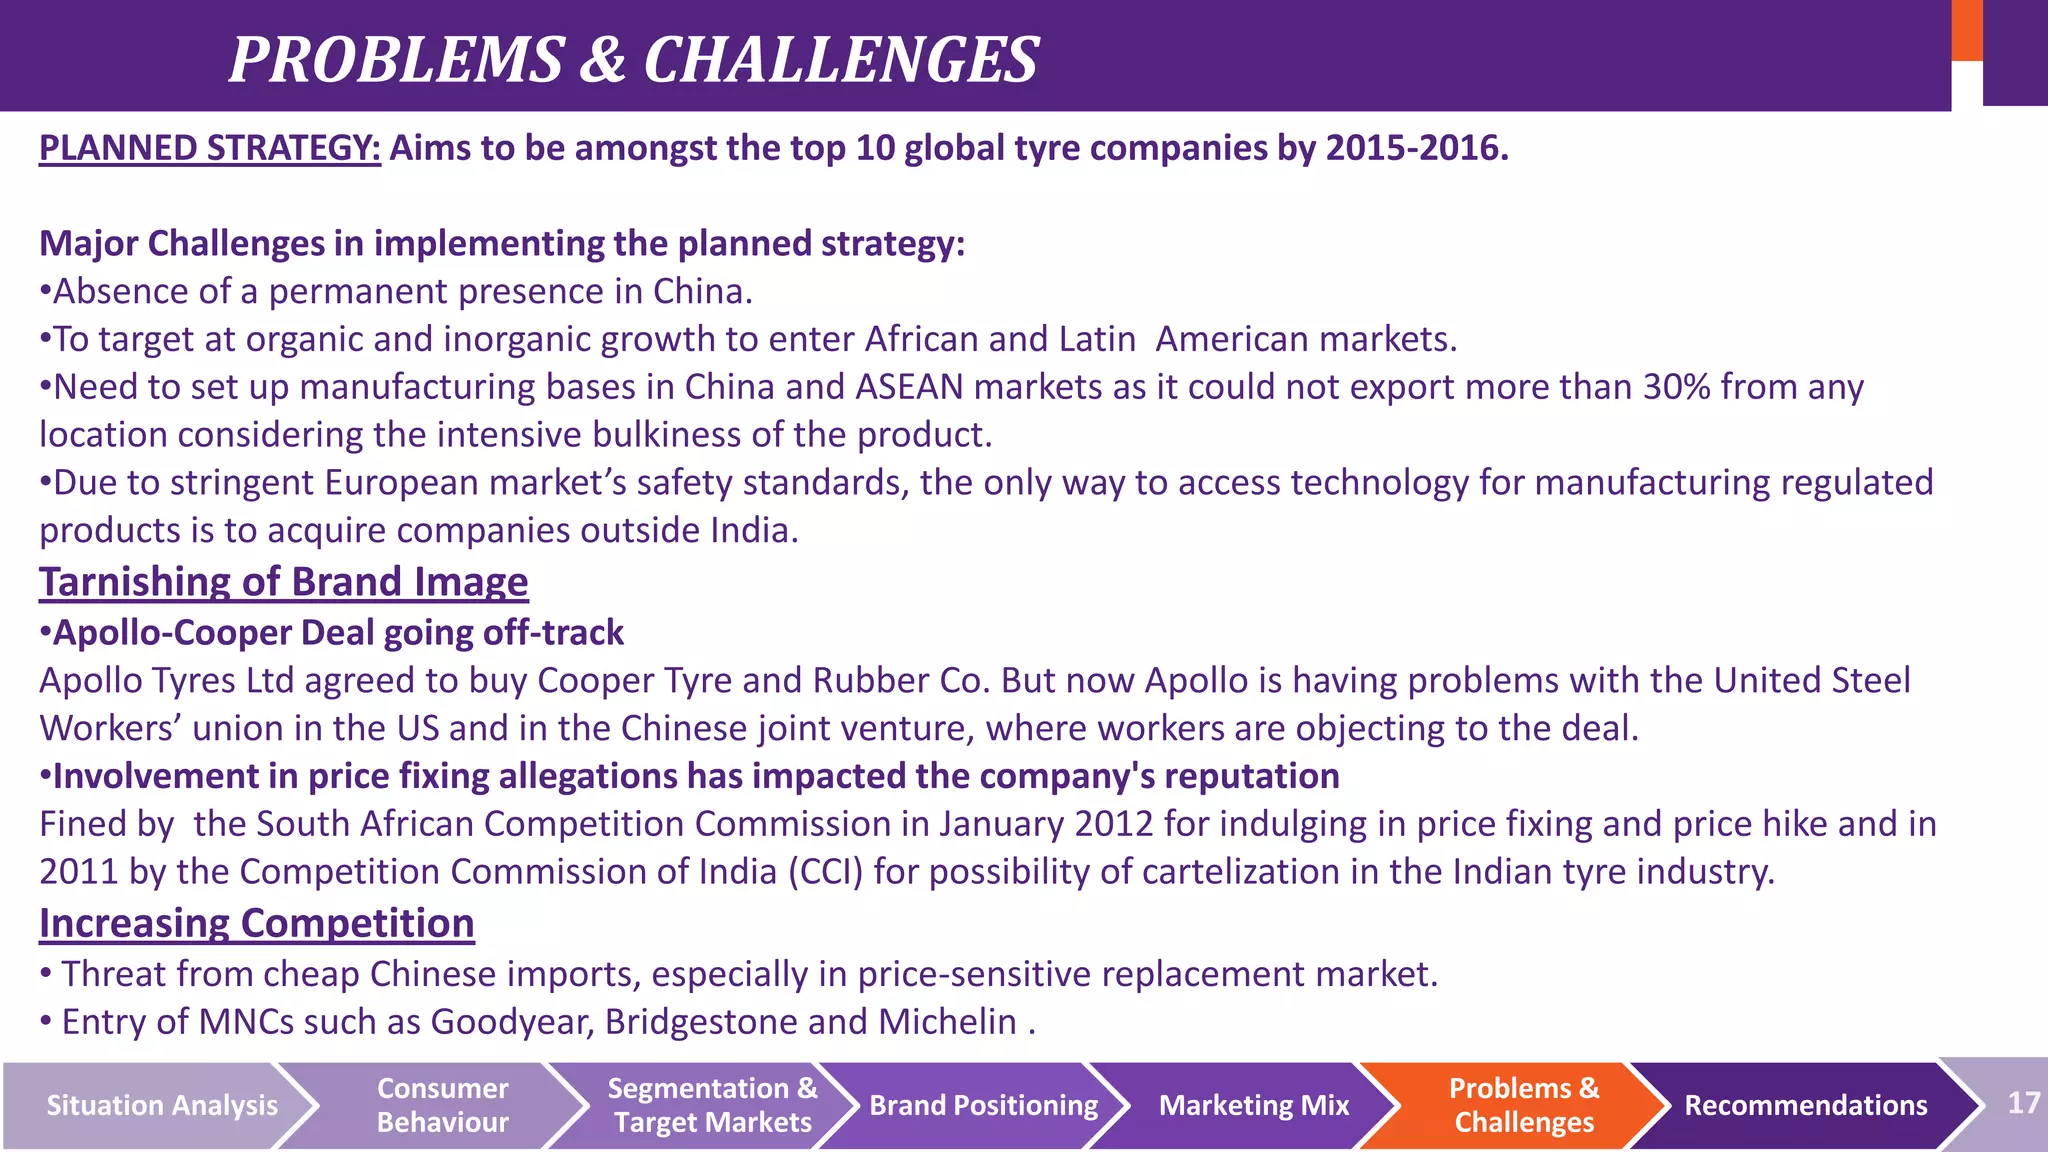 PROBLEMS & CHALLENGES
PLANNED STRATEGY: Aims to be amongst the top 10 global tyre companies by 2015-2016.
Major Challenges in implementing the planned strategy:
•Absence of a permanent presence in China.
•To target at organic and inorganic growth to enter African and Latin  American markets.
•Need to set up manufacturing bases in China and ASEAN markets as it could not export more than 30% from any
location considering the intensive bulkiness of the product.
•Due to stringent European market’s safety standards, the only way to access technology for manufacturing regulated
products is to acquire companies outside India.
Tarnishing of Brand Image
•Apollo-Cooper Deal going off-track
Apollo Tyres Ltd agreed to buy Cooper Tyre and Rubber Co. But now Apollo is having problems with the United Steel
Workers’ union in the US and in the Chinese joint venture, where workers are objecting to the deal.
•Involvement in price fixing allegations has impacted the company's reputation
Fined by  the South African Competition Commission in January 2012 for indulging in price fixing and price hike and in
2011 by the Competition Commission of India (CCI) for possibility of cartelization in the Indian tyre industry.
Increasing Competition
• Threat from cheap Chinese imports, especially in price-sensitive replacement market.
• Entry of MNCs such as Goodyear, Bridgestone and Michelin .
Situation Analysis
Consumer
Behaviour
Segmentation &
Target Markets
Brand Positioning
Marketing Mix
Problems &
Challenges
Recommendations
17